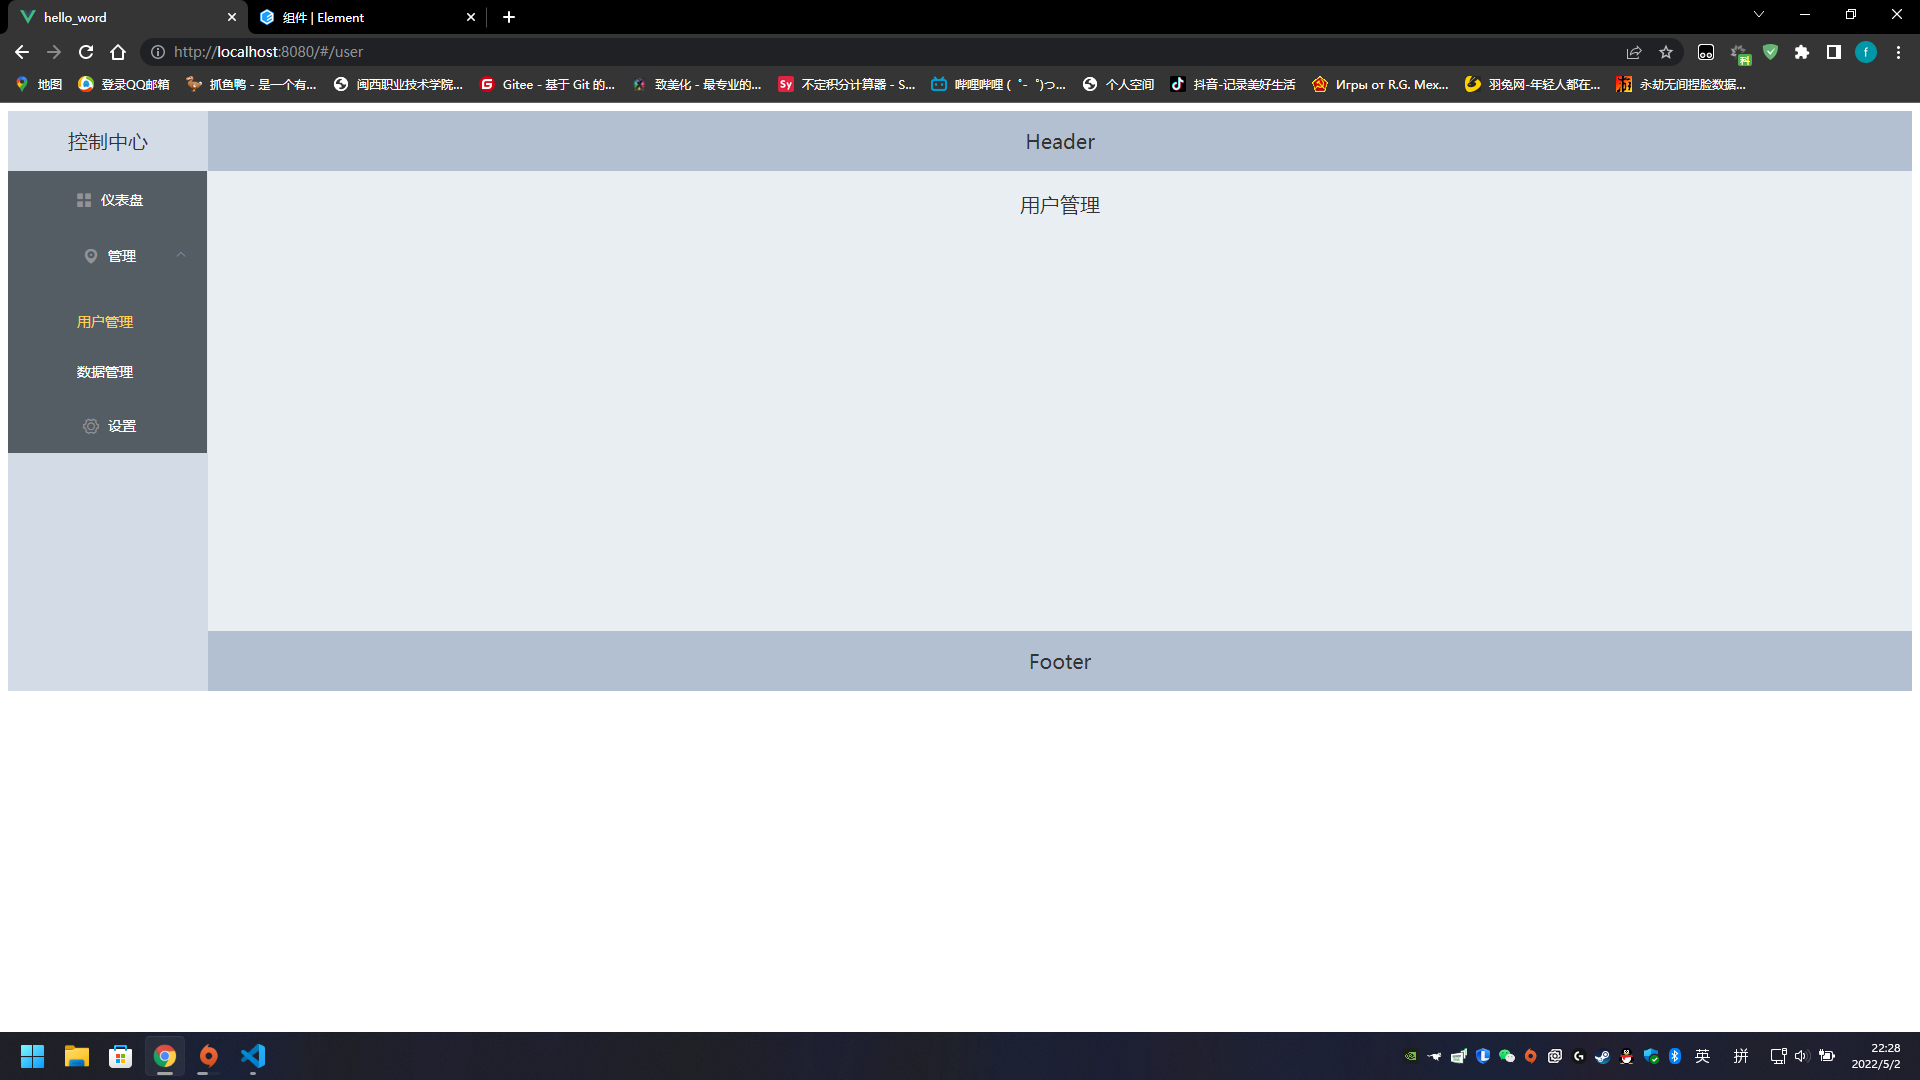 hello_word
组件 | Element
http://localhost:8080/#/user
地图
登录QQ邮箱
抓鱼鸭 - 是一个有...
闽西职业技术学院...
Gitee - 基于 Git 的...
致美化 - 最专业的...
不定积分计算器 - S...
哔哩哔哩 (゜-゜)つ...
个人空间
抖音-记录美好生活
Игры от R.G. Мех...
羽兔网-年轻人都在...
永劫无间捏脸数据...
控制中心
Header
仪表盘
用户管理
管理
用户管理
数据管理
设置
Footer
英
拼
22:28
2022/5/2